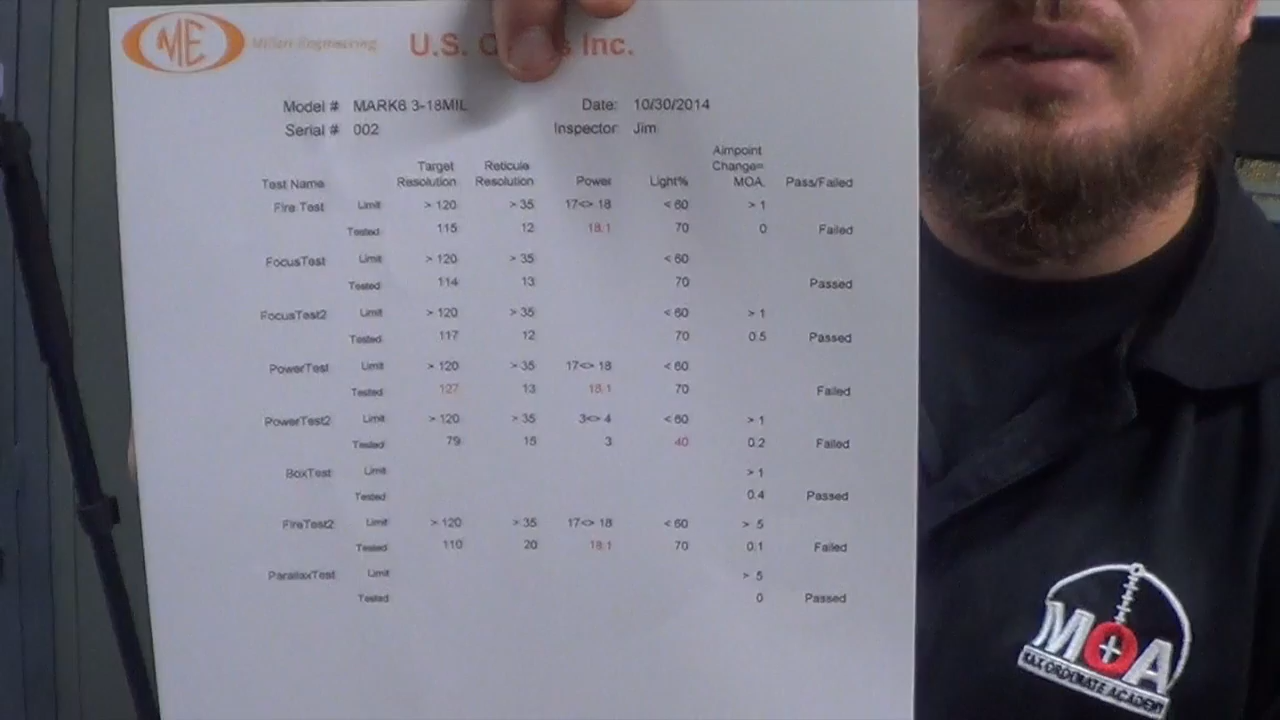 ME Millett Engineering U.S. Inc.
Model # MARK6 3-18MIL Date: 10/30/2014
Serial # 002 Inspector Jim
Test Name Target Resolution Reticule Resolution Power Light% Aimpoint Change= MOA. Pass/Failed
Fire Test Limit > 120 > 35 17<> 18 < 60 > 1
Tested 115 12 18.1 70 0 Failed
FocusTest Limit > 120 > 35 < 60
Tested 114 13 70 Passed
FocusTest2 Limit > 120 > 35 < 60 > 1
Tested 117 12 70 0.5 Passed
PowerTest Limit > 120 > 35 17<> 18 < 60
Tested 127 13 18.1 70 Failed
PowerTest2 Limit > 120 > 35 3<> 4 < 60 > 1
Tested 79 15 3 40 0.2 Failed
BoxTest Limit > 1
Tested 0.4 Passed
FireTest2 Limit > 120 > 35 17<> 18 < 60 > 5
Tested 110 20 18.1 70 0.1 Failed
ParallaxTest Limit > 5
Tested 0 Passed
MOA
ORDINATE ACADEMY